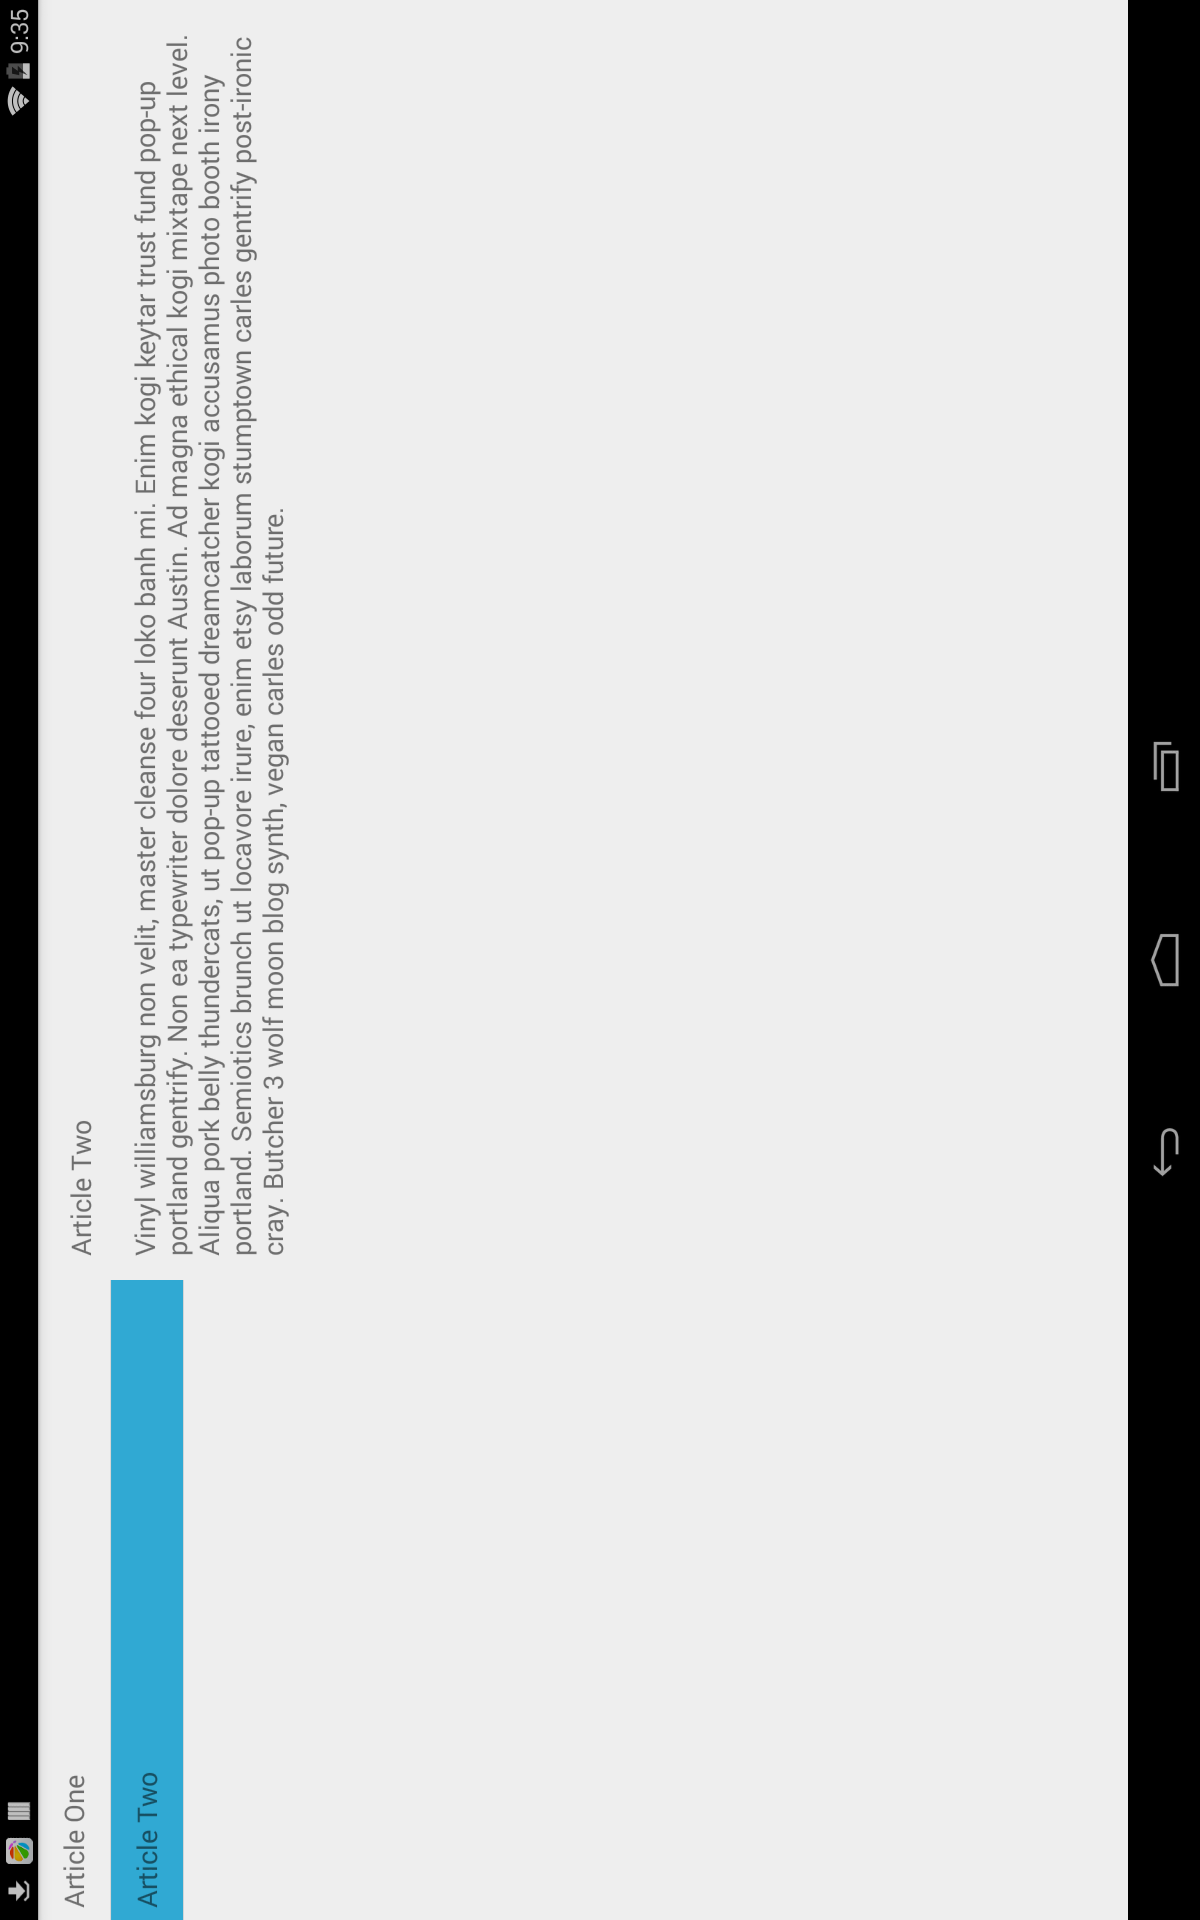 9:35
Article One
Article Two
Article Two
Vinyl williamsburg non velit, master cleanse four loko banh mi. Enim kogi keytar trust fund pop-up
portland gentrify. Non ea typewriter dolore deserunt Austin. Ad magna ethical kogi mixtape next level.
Aliqua pork belly thundercats, ut pop-up tattooed dreamcatcher kogi accusamus photo booth irony
portland. Semiotics brunch ut locavore irure, enim etsy laborum stumptown carles gentrify post-ironic
cray. Butcher 3 wolf moon blog synth, vegan carles odd future.